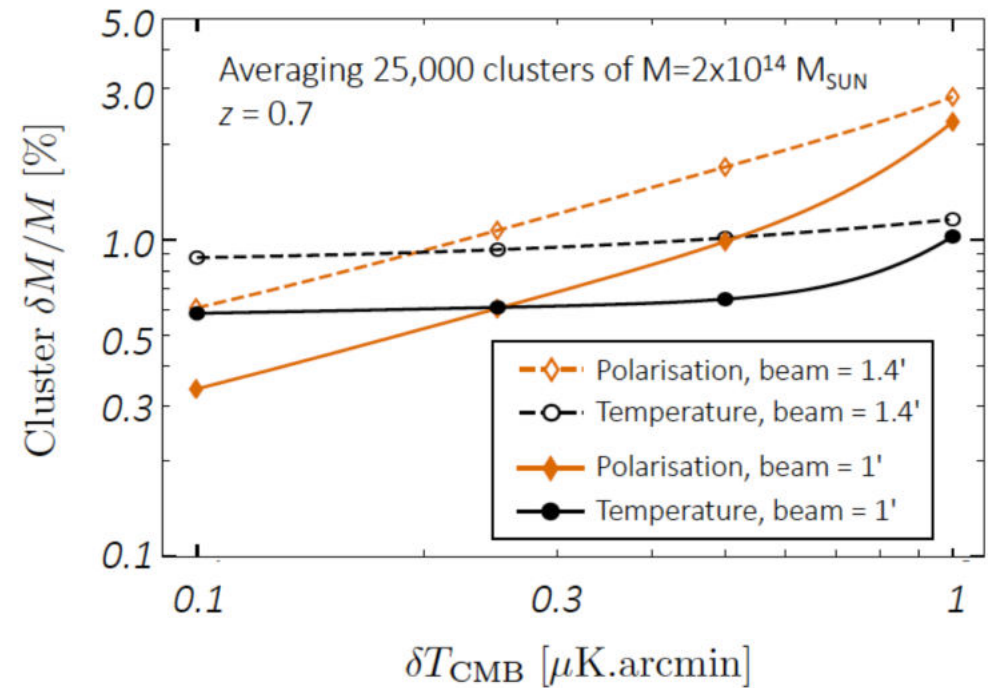 Cluster δM/M [%]
5.0
3.0
1.0
0.5
0.3
0.1
Averaging 25,000 clusters of M=2x10¹⁴ M_SUN
z = 0.7
Polarisation, beam = 1.4'
Temperature, beam = 1.4'
Polarisation, beam = 1'
Temperature, beam = 1'
0.1 0.3 1
δT_CMB [μK.arcmin]